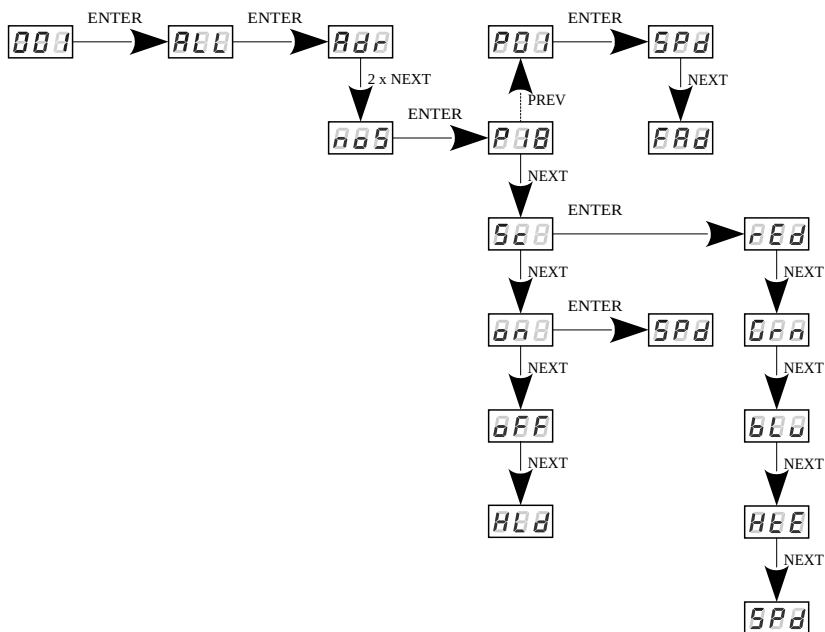 ENTER ENTER ENTER
001 ALL Adr P01 SPd
2 x NEXT NEXT
PREV
ENTER
noS P18 FAd
NEXT
ENTER
Sc rEd
NEXT NEXT
ENTER
on SPd Grn
NEXT NEXT
oFF bLu
NEXT NEXT
HLd HtE
NEXT
SPd